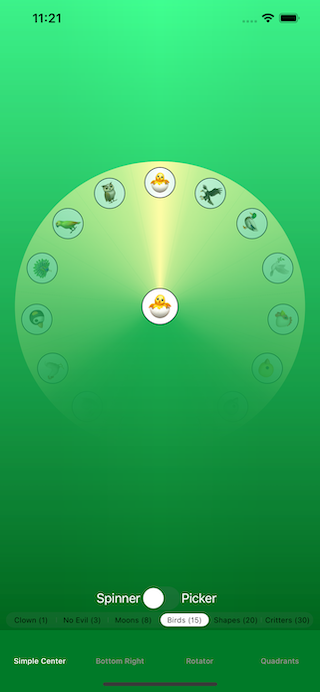 11:21
Spinner Picker
Clown (1) No Evil (3) Moons (8) Birds (15) Shapes (20) Critters (30)
Simple Center Bottom Right Rotator Quadrants